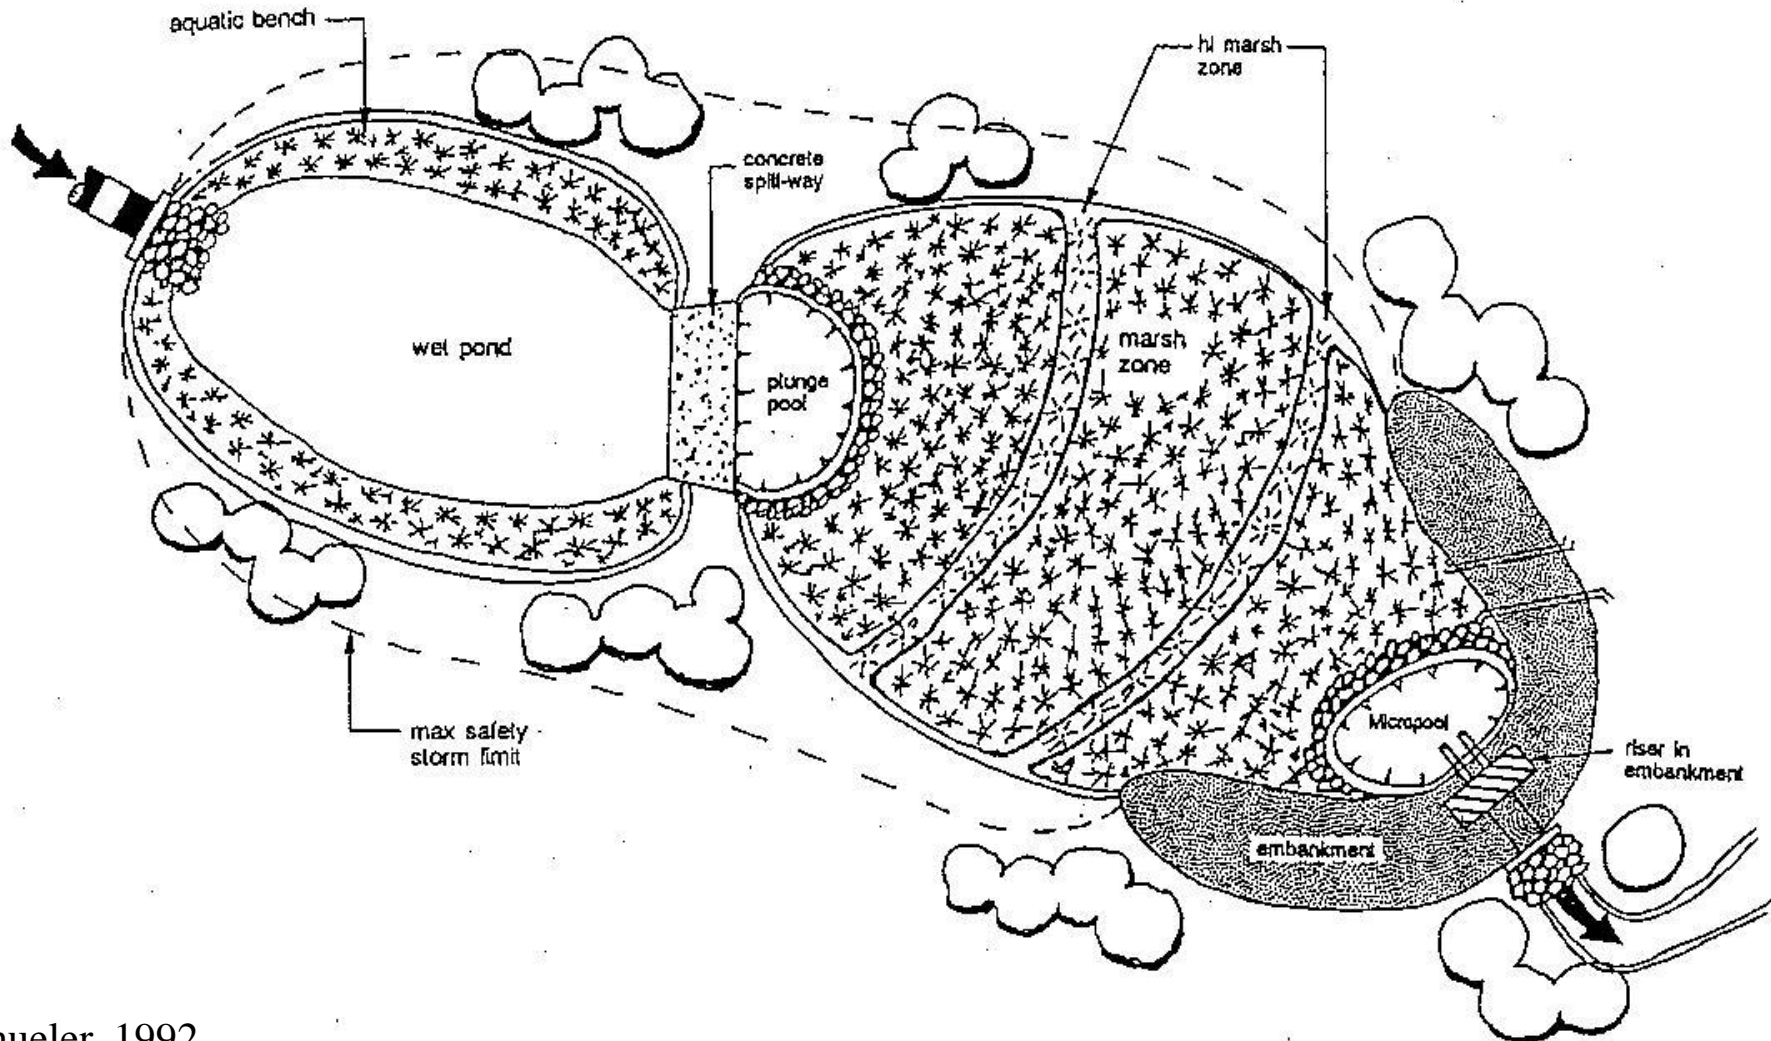 aquatic bench
hi marsh
zone
concrete
spill-way
wet pond
plunge
pool
marsh
zone
Micropool
max safety
storm limit
riser in
embankment
embankment
hueler, 1992